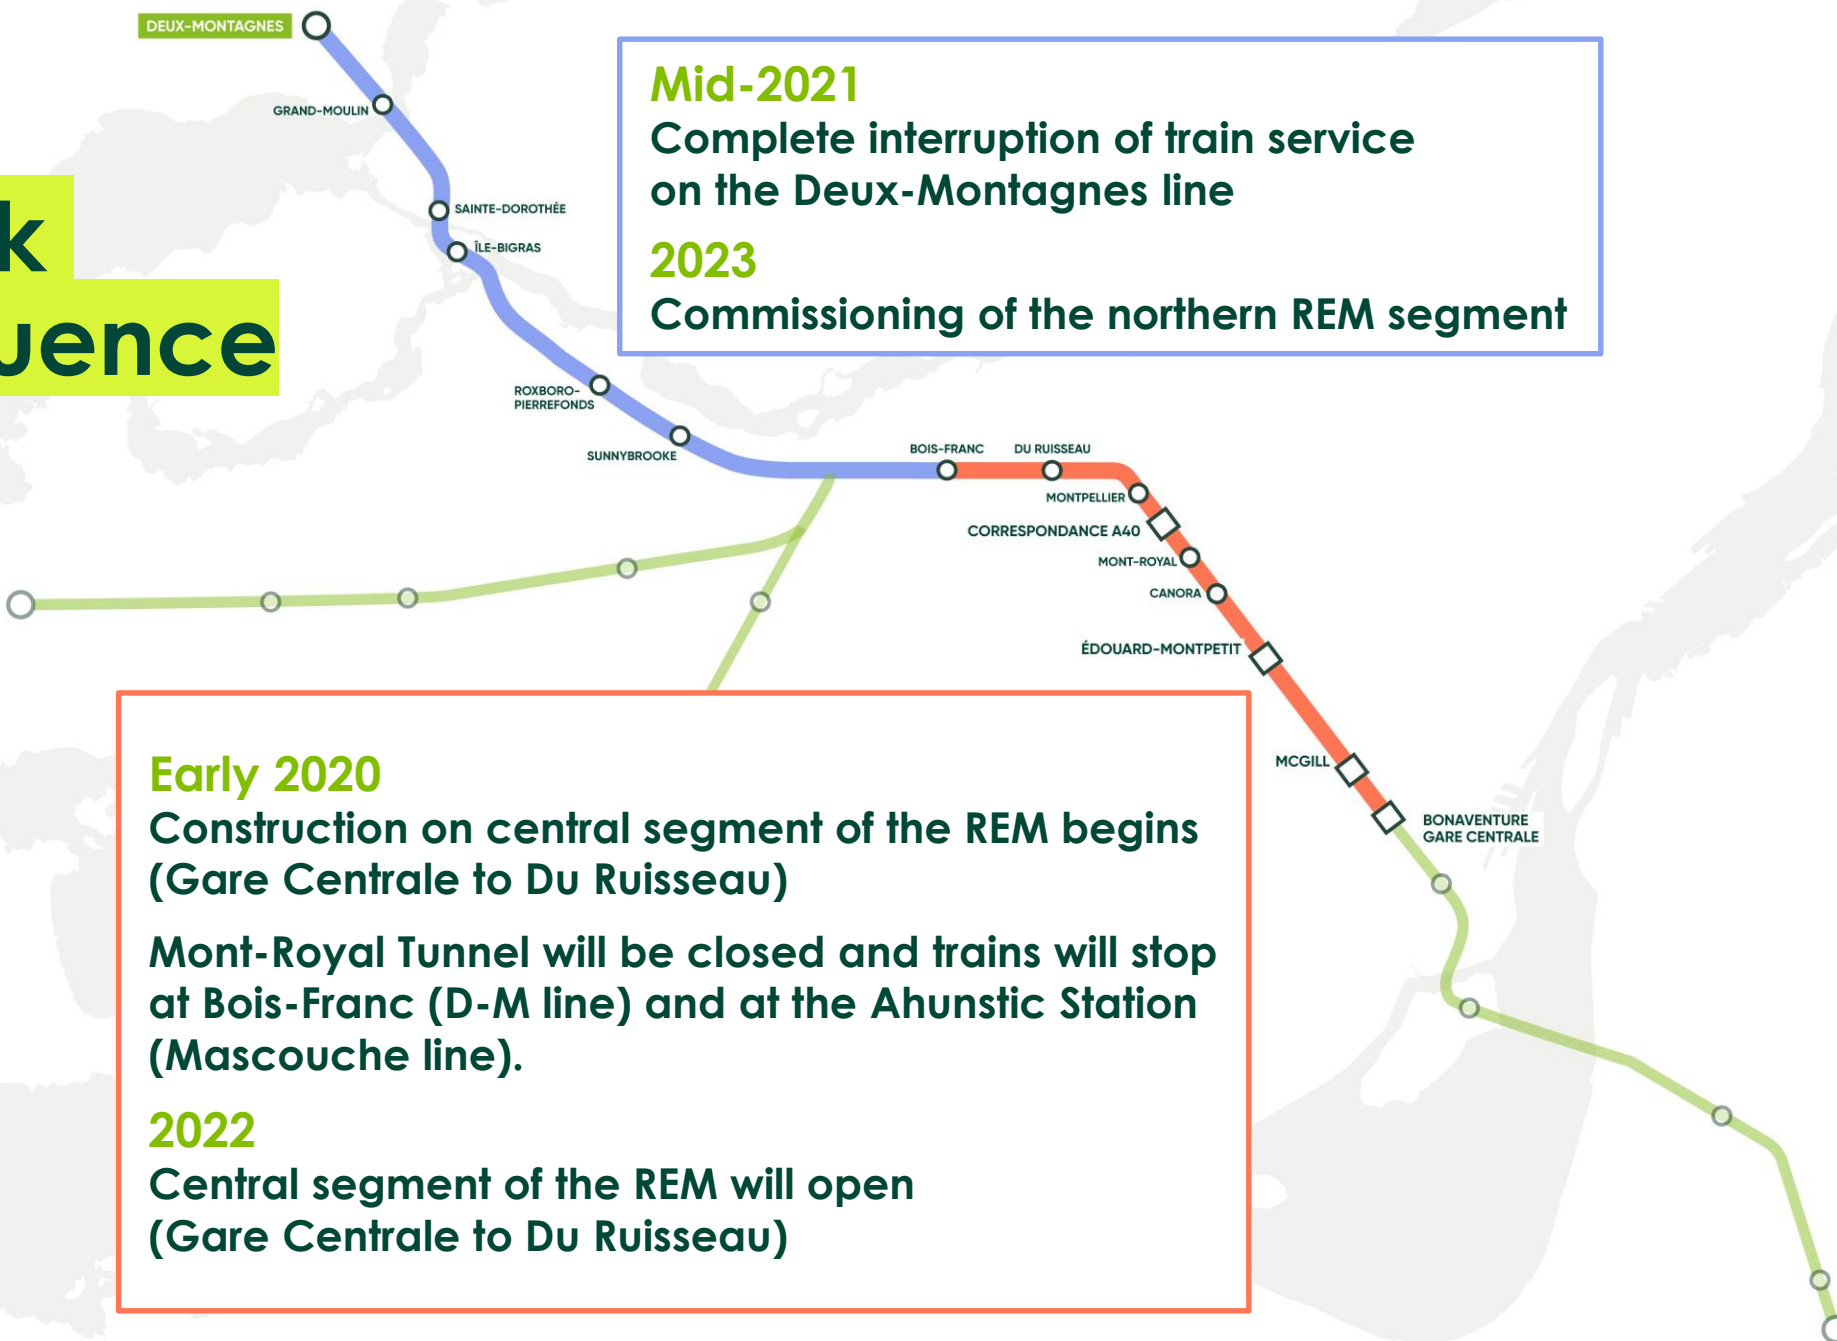 DEUX-MONTAGNES
GRAND-MOULIN
SAINTE-DOROTHÉE
ÎLE-BIGRAS
ROXBORO-
PIERREFONDS
SUNNYBROOKE
BOIS-FRANC
DU RUISSEAU
MONTPELLIER
CORRESPONDANCE A40
MONT-ROYAL
CANORA
ÉDOUARD-MONTPETIT
MCGILL
BONAVENTURE
GARE CENTRALE
k
uence
Mid-2021
Complete interruption of train service
on the Deux-Montagnes line
2023
Commissioning of the northern REM segment
Early 2020
Construction on central segment of the REM begins
(Gare Centrale to Du Ruisseau)
Mont-Royal Tunnel will be closed and trains will stop
at Bois-Franc (D-M line) and at the Ahunstic Station
(Mascouche line).
2022
Central segment of the REM will open
(Gare Centrale to Du Ruisseau)